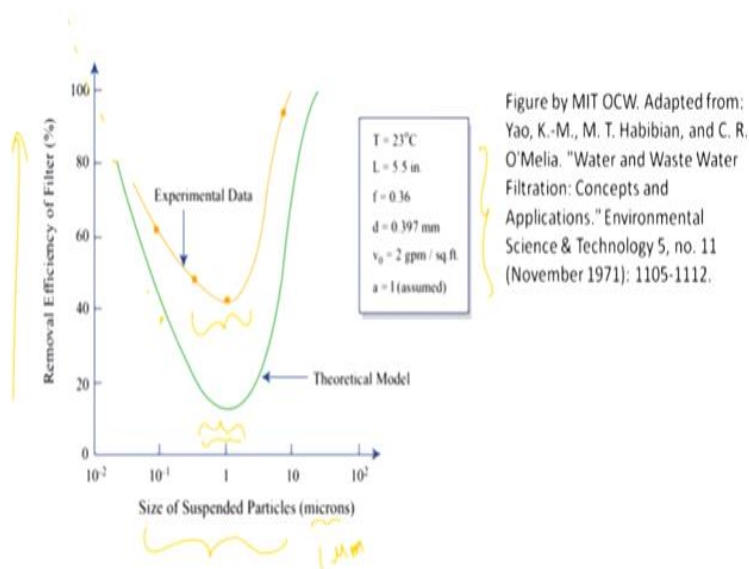 Removal Efficiency of Filter (%)
100
80
60
40
20
0
10-2
10-1
1
10
10²
Size of Suspended Particles (microns)
Experimental Data
Theoretical Model
T = 23°C
L = 5.5 in.
f = 0.36
d = 0.397 mm
v₀ = 2 gpm / sq.ft.
a = 1 (assumed)
Figure by MIT OCW. Adapted from:
Yao, K.-M., M. T. Habibian, and C. R.
O'Melia. "Water and Waste Water
Filtration: Concepts and
Applications." Environmental
Science & Technology 5, no. 11
(November 1971): 1105-1112.
1 μm